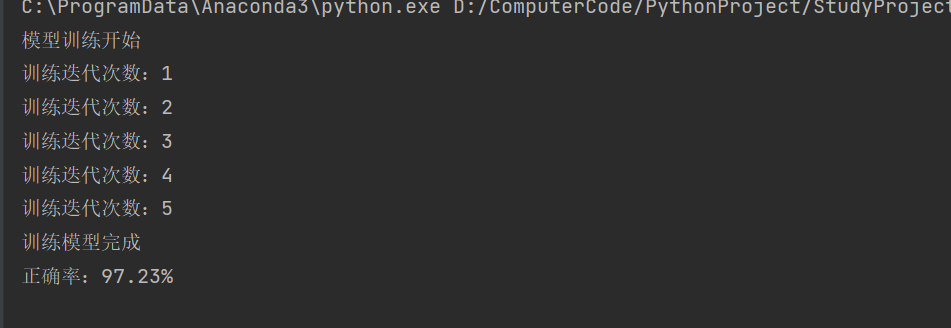 C:\ProgramData\Anaconda3\python.exe D:/ComputerCode/PythonProject/StudyProject
模型训练开始
训练迭代次数：1
训练迭代次数：2
训练迭代次数：3
训练迭代次数：4
训练迭代次数：5
训练模型完成
正确率：97.23%